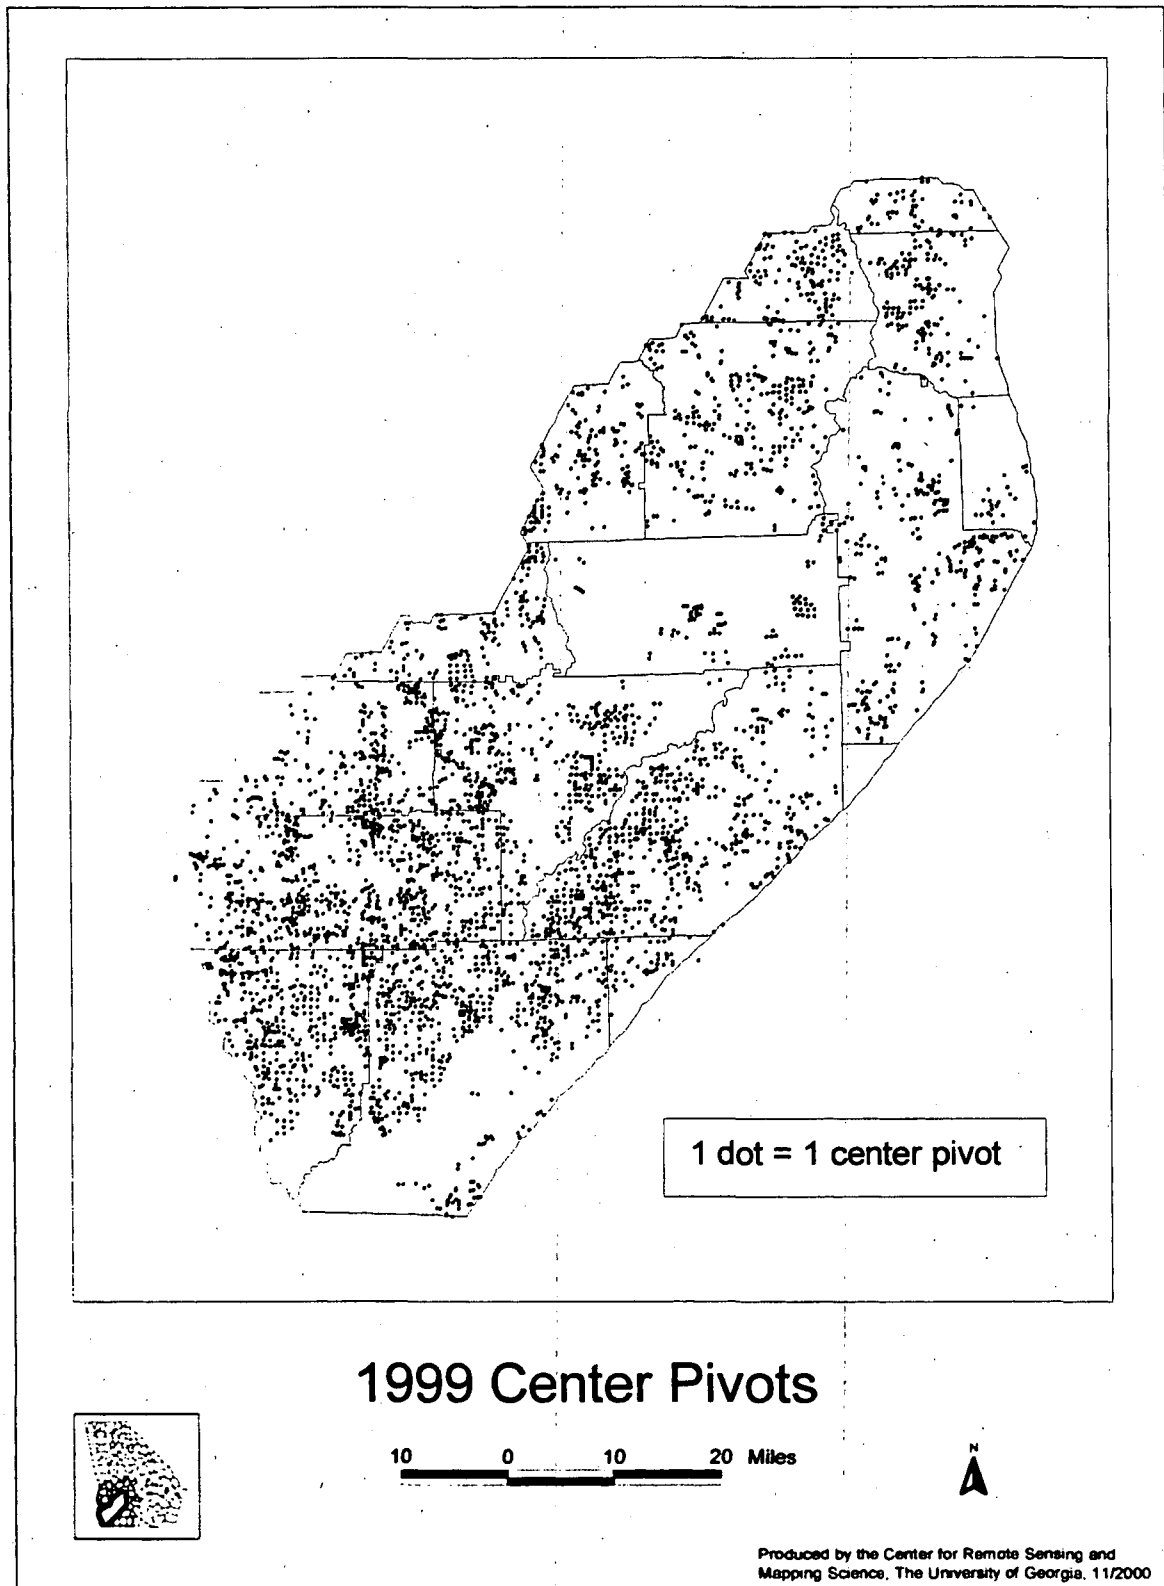 1 dot = 1 center pivot
1999 Center Pivots
10 0 10 20 Miles
N
Produced by the Center for Remote Sensing and
Mapping Science, The University of Georgia, 11/2000